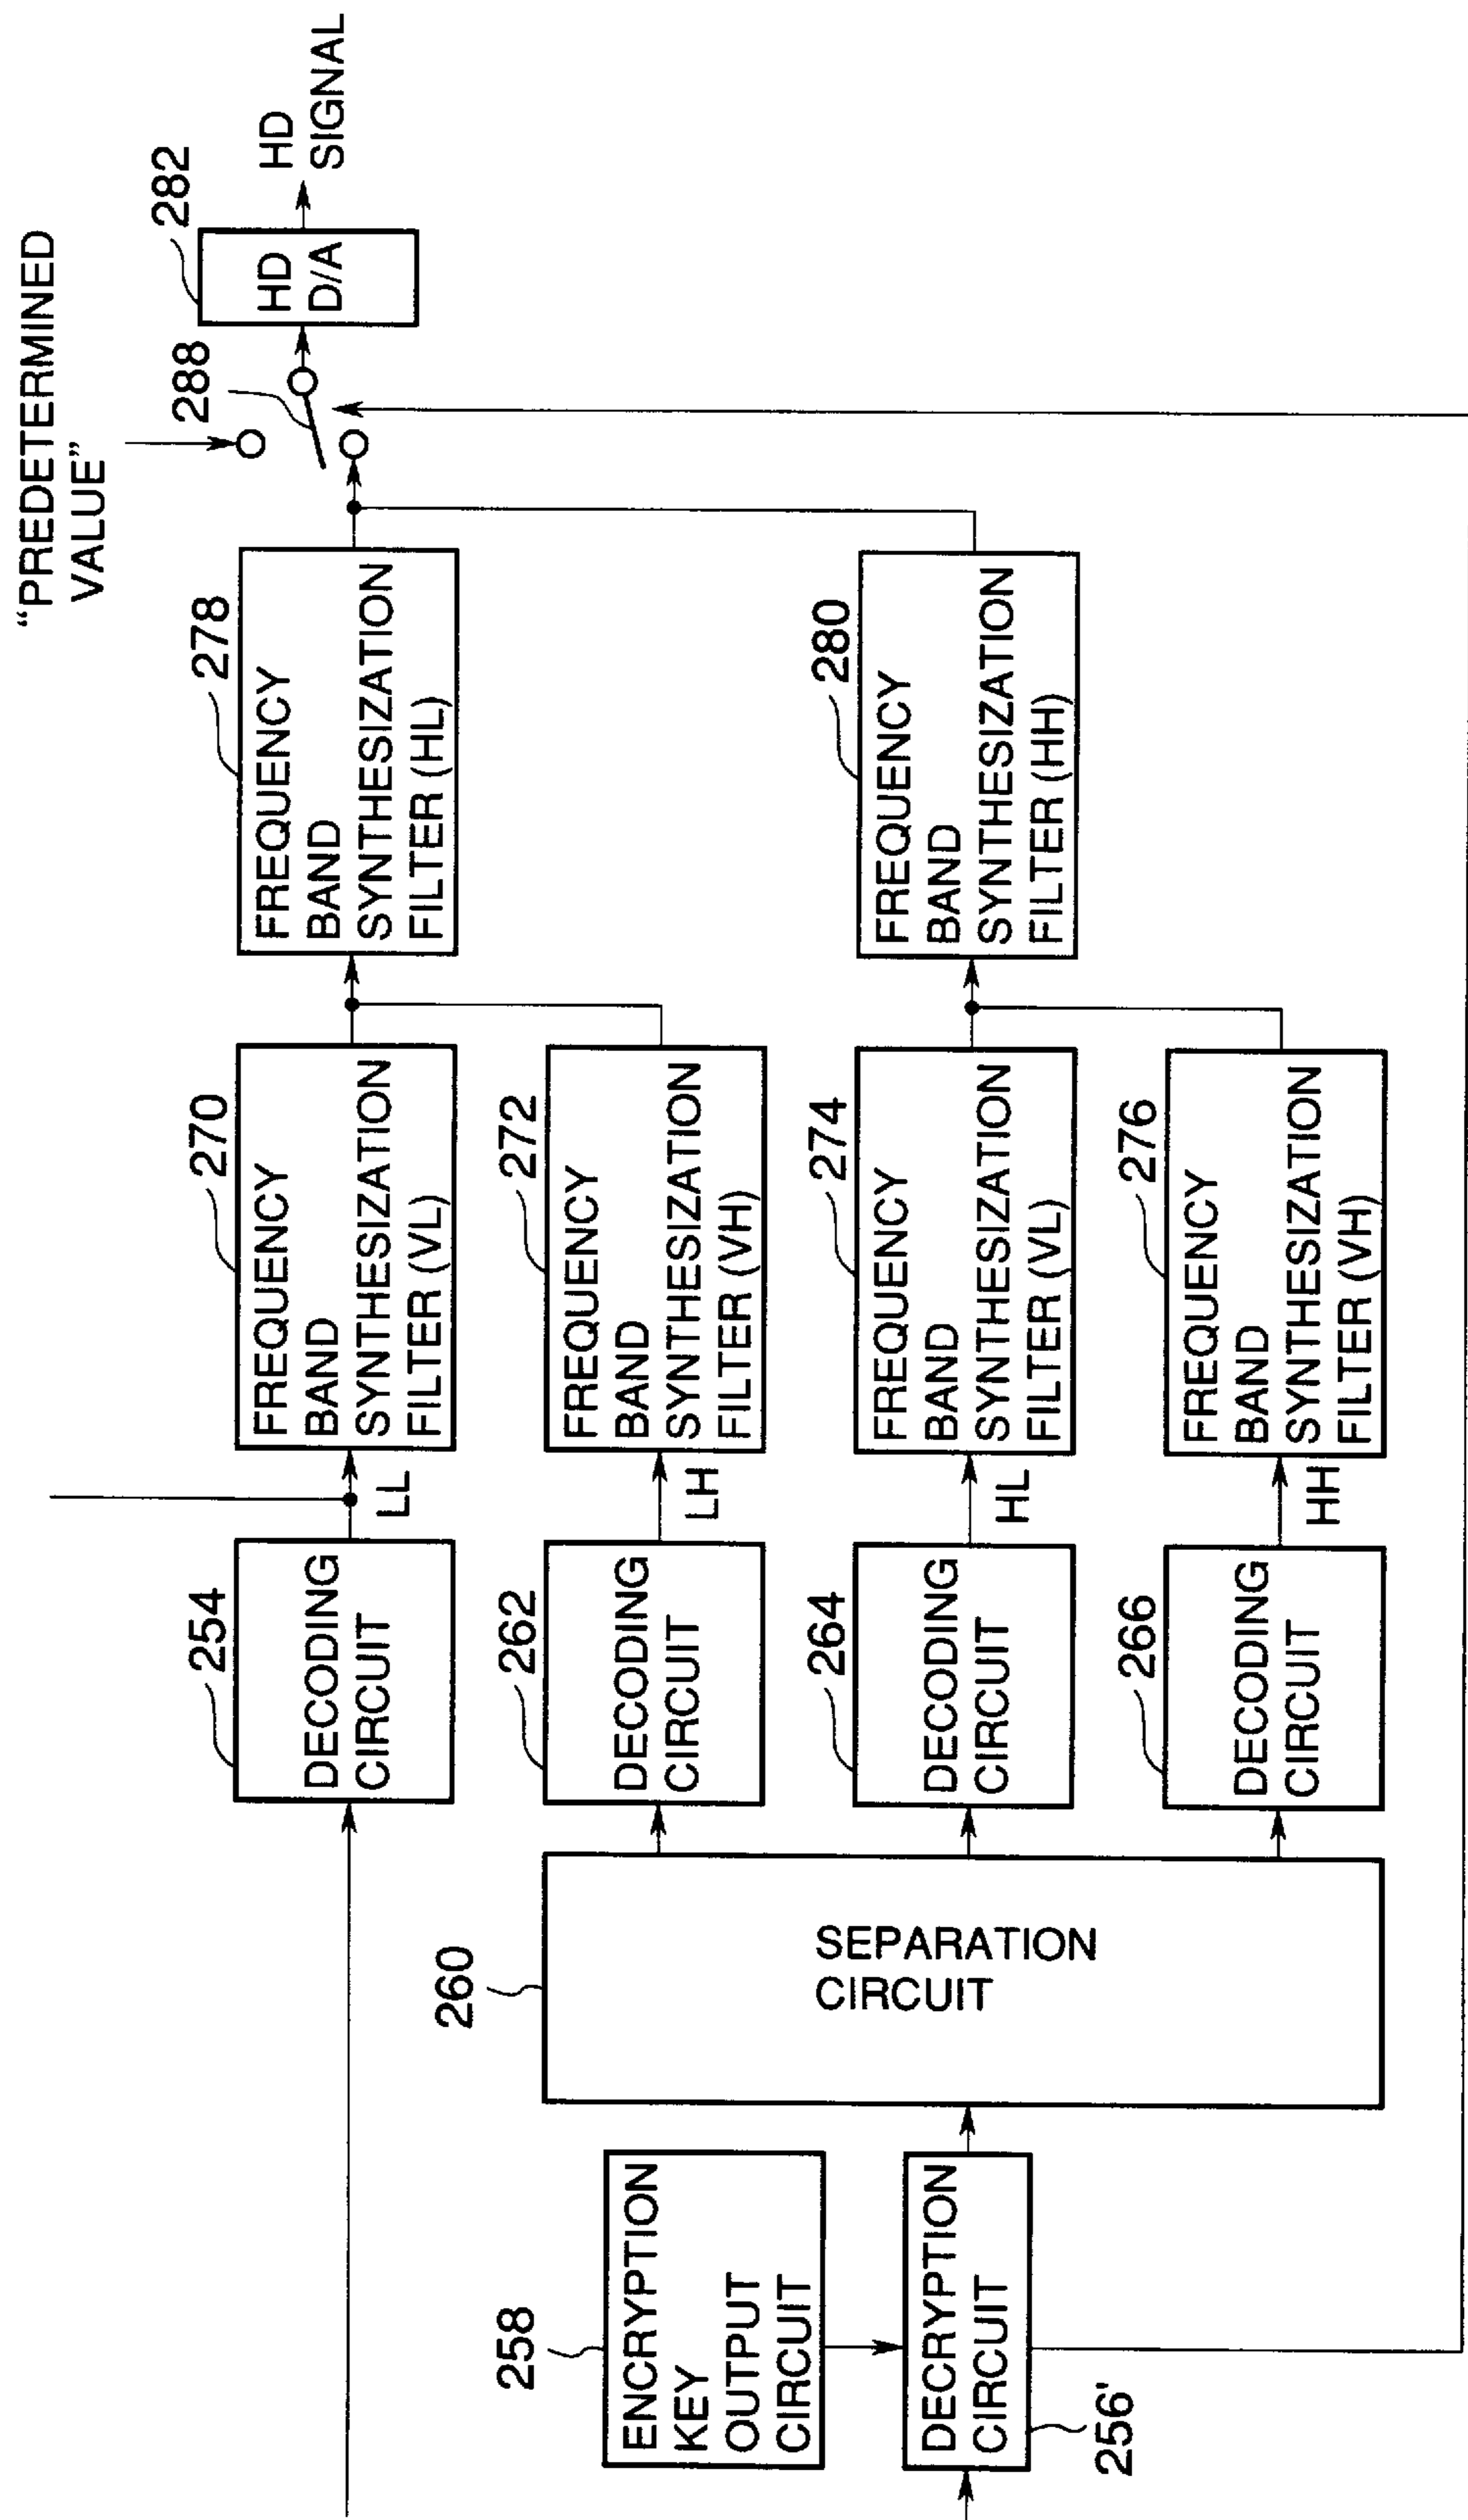 "PREDETERMINED
VALUE"
288
282
HD
D/A
HD
SIGNAL
254
DECODING
CIRCUIT
LL
270
FREQUENCY
BAND
SYNTHESIZATION
FILTER (VL)
278
FREQUENCY
BAND
SYNTHESIZATION
FILTER (HL)
260
SEPARATION
CIRCUIT
262
DECODING
CIRCUIT
LH
272
FREQUENCY
BAND
SYNTHESIZATION
FILTER (VH)
258
ENCRYPTION
KEY
OUTPUT
CIRCUIT
264
DECODING
CIRCUIT
HL
274
FREQUENCY
BAND
SYNTHESIZATION
FILTER (VL)
280
FREQUENCY
BAND
SYNTHESIZATION
FILTER (HH)
DECRYPTION
CIRCUIT
256'
266
DECODING
CIRCUIT
HH
276
FREQUENCY
BAND
SYNTHESIZATION
FILTER (VH)